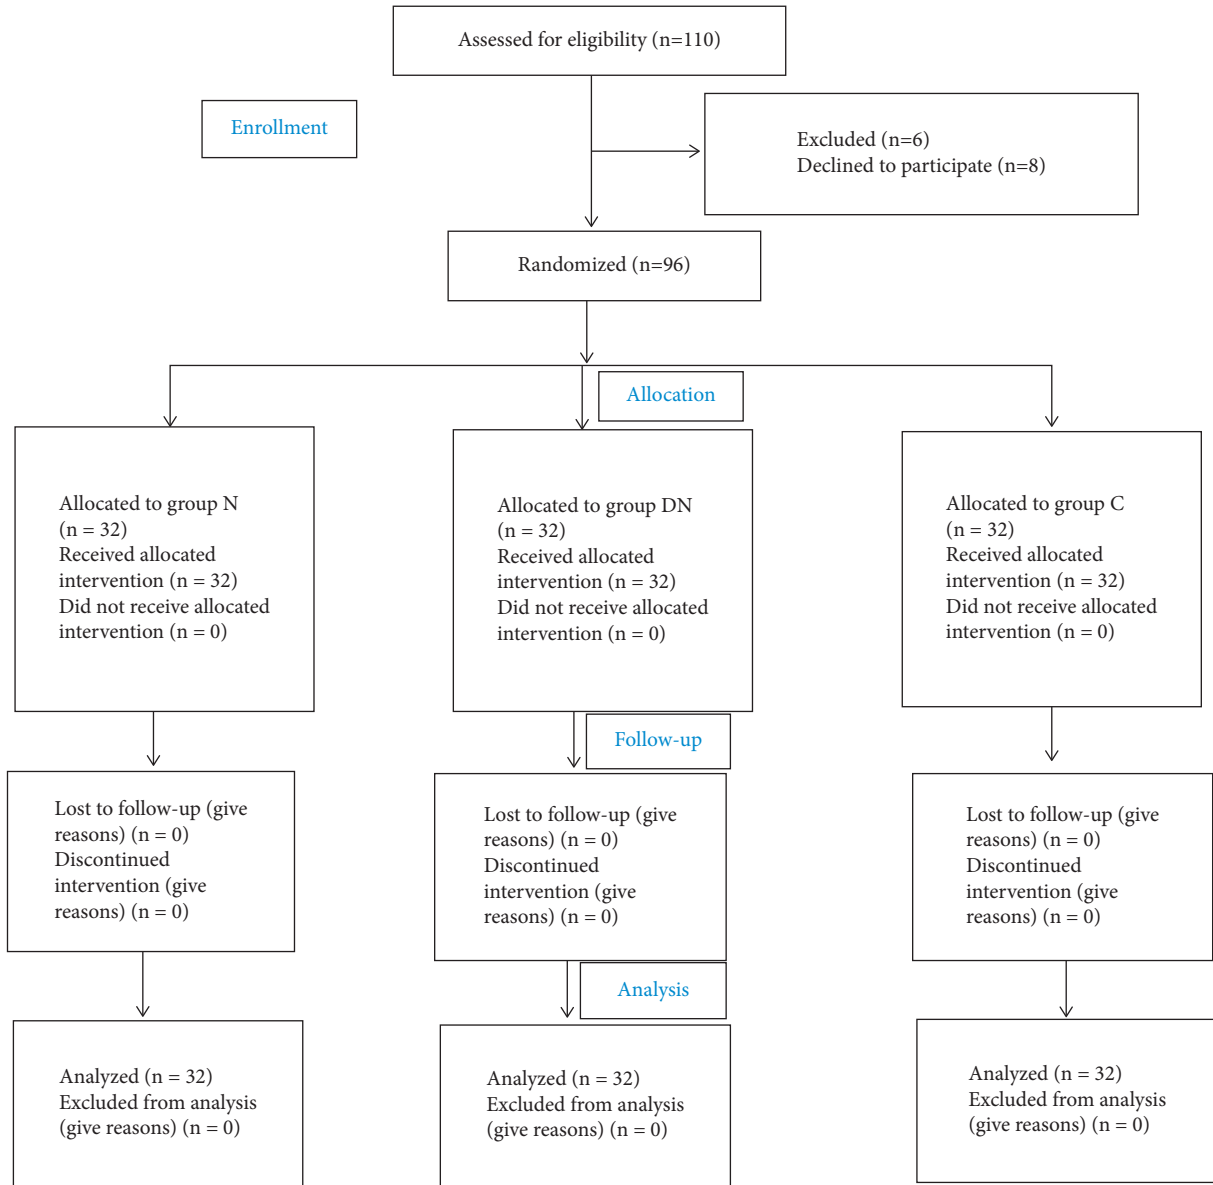 Assessed for eligibility (n=110)
Enrollment
Excluded (n=6)
Declined to participate (n=8)
Randomized (n=96)
Allocation
Allocated to group N
(n = 32)
Received allocated
intervention (n = 32)
Did not receive allocated
intervention (n = 0)
Allocated to group DN
(n = 32)
Received allocated
intervention (n = 32)
Did not receive allocated
intervention (n = 0)
Allocated to group C
(n = 32)
Received allocated
intervention (n = 32)
Did not receive allocated
intervention (n = 0)
Follow-up
Lost to follow-up (give
reasons) (n = 0)
Discontinued
intervention (give
reasons) (n = 0)
Lost to follow-up (give
reasons) (n = 0)
Discontinued
intervention (give
reasons) (n = 0)
Lost to follow-up (give
reasons) (n = 0)
Discontinued
intervention (give
reasons) (n = 0)
Analysis
Analyzed (n = 32)
Excluded from analysis
(give reasons) (n = 0)
Analyzed (n = 32)
Excluded from analysis
(give reasons) (n = 0)
Analyzed (n = 32)
Excluded from analysis
(give reasons) (n = 0)